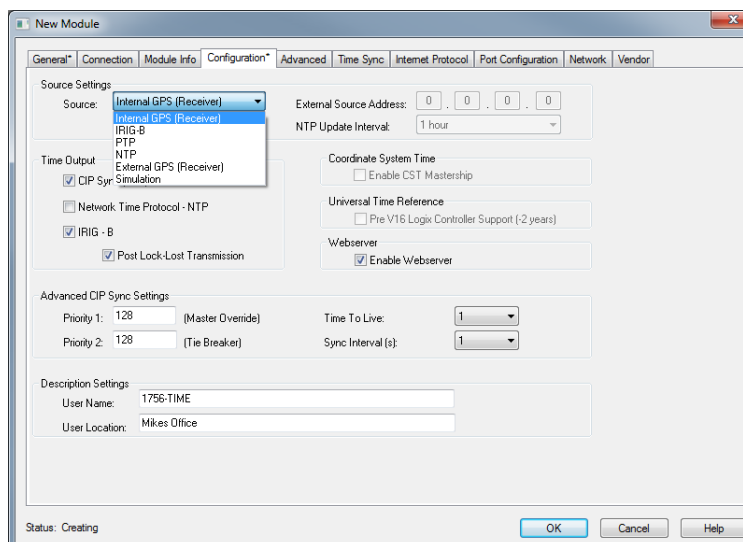 New Module
General* Connection Module Info Configuration* Advanced Time Sync Internet Protocol Port Configuration Network Vendor
Source Settings
Source: Internal GPS (Receiver)
Internal GPS (Receiver)
IRIG-B
PTP
NTP
External GPS (Receiver)
Simulation
External Source Address: 0 . 0 . 0 . 0
NTP Update Interval: 1 hour
Time Output
CIP
Network Time Protocol - NTP
IRIG - B
Post Lock-Lost Transmission
Coordinate System Time
Enable CST Mastership
Universal Time Reference
Pre V16 Logix Controller Support (-2 years)
Webserver
Enable Webserver
Advanced CIP Sync Settings
Priority 1: 128 (Master Override) Time To Live: 1
Priority 2: 128 (Tie Breaker) Sync Interval (s): 1
Description Settings
User Name: 1756-TIME
User Location: Mikes Office
Status: Creating
OK Cancel Help